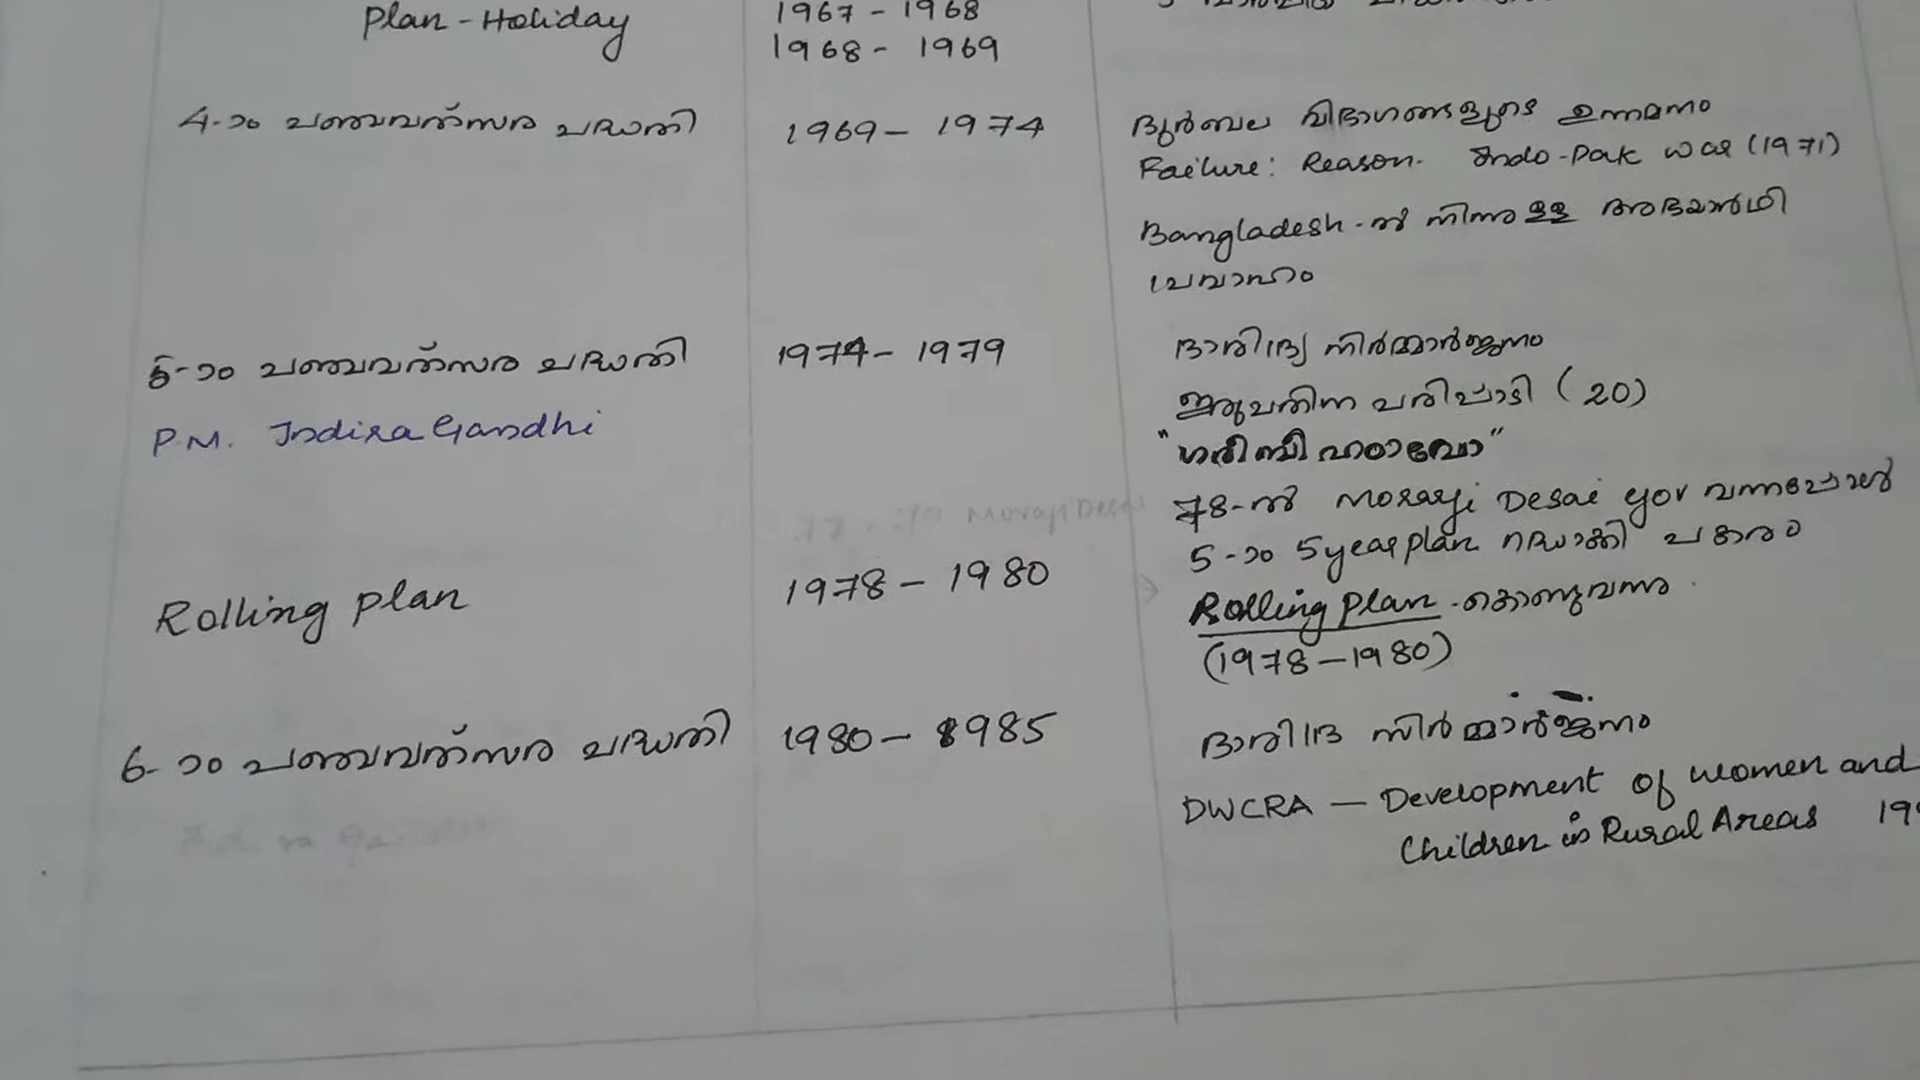 Plan - Holiday
1967 - 1968
1968 - 1969
4-ാം പഞ്ചവത്സര പദ്ധതി
1969 - 1974
ദുർബല വിഭാഗങ്ങളുടെ ഉന്നമനം
Failure: Reason. Indo-Pak war (1971)
Bangladesh-ൽ നിന്നുള്ള അഭയാർഥി
പ്രവാഹം
5-ാം പഞ്ചവത്സര പദ്ധതി
1974 - 1979
P.M. Indira Gandhi
ദാരിദ്ര്യ നിർമ്മാർജ്ജനം
ഇരുപതിന പരിപാടി (20)
"ഗരീബി ഹഠാവോ"
78-ൽ Morarji Desai gov വന്നപ്പോൾ
5-ാം 5 year plan റദ്ധാക്കി പകരം
Rolling plan
1978 - 1980
Rolling Plan കൊണ്ടുവന്നു.
(1978 - 1980)
6-ാം പഞ്ചവത്സര പദ്ധതി
1980 - 1985
ദാരിദ്ര നിർമ്മാർജ്ജനം
DWCRA - Development of women and
Children in Rural Areas